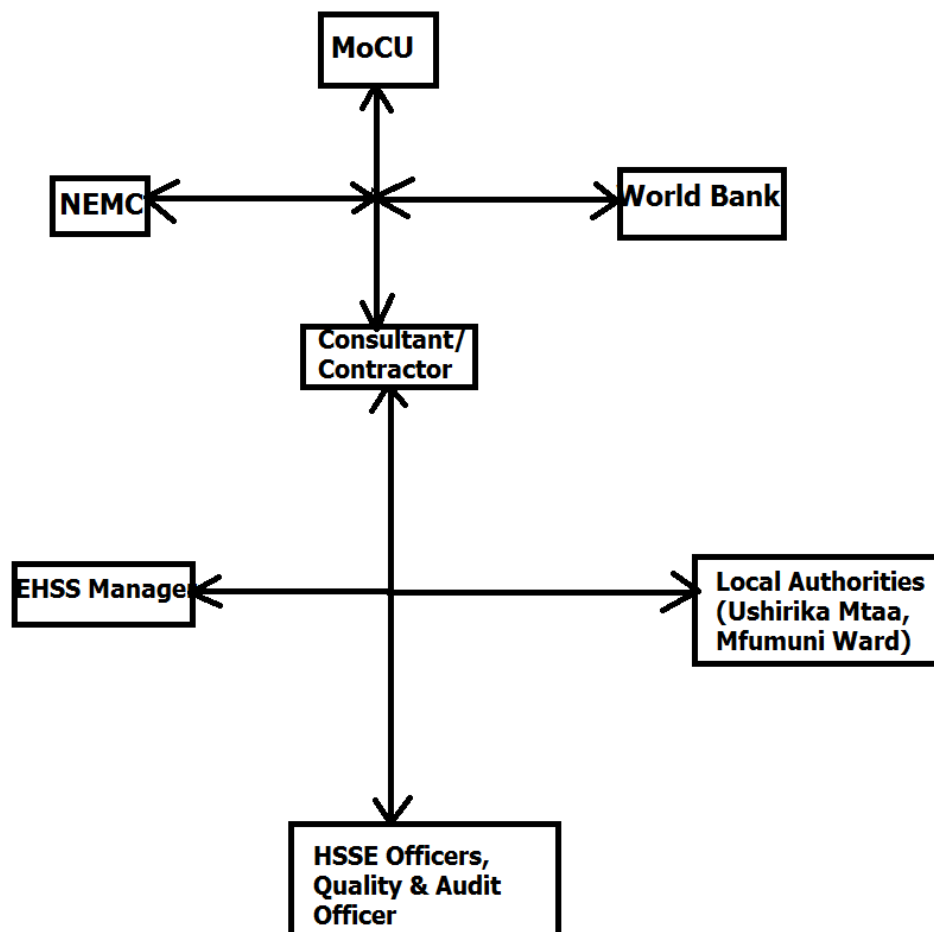 MoCU
NEMC
World Bank
Consultant/
Contractor
EHSS Manager
Local Authorities
(Ushirika Mtaa,
Mfumuni Ward)
HSSE Officers,
Quality & Audit
Officer